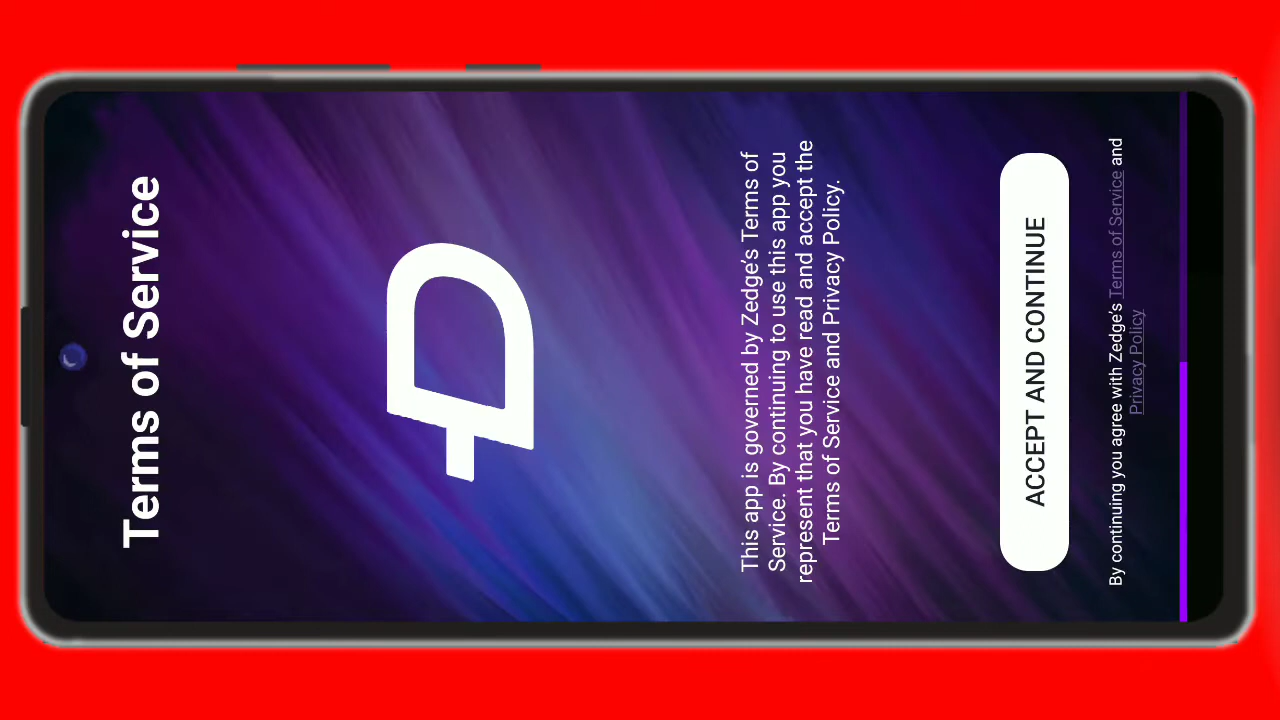 Terms of Service
This app is governed by Zedge's Terms of
Service. By continuing to use this app you
represent that you have read and accept the
Terms of Service and Privacy Policy.
ACCEPT AND CONTINUE
By continuing you agree with Zedge's Terms of Service and
Privacy Policy